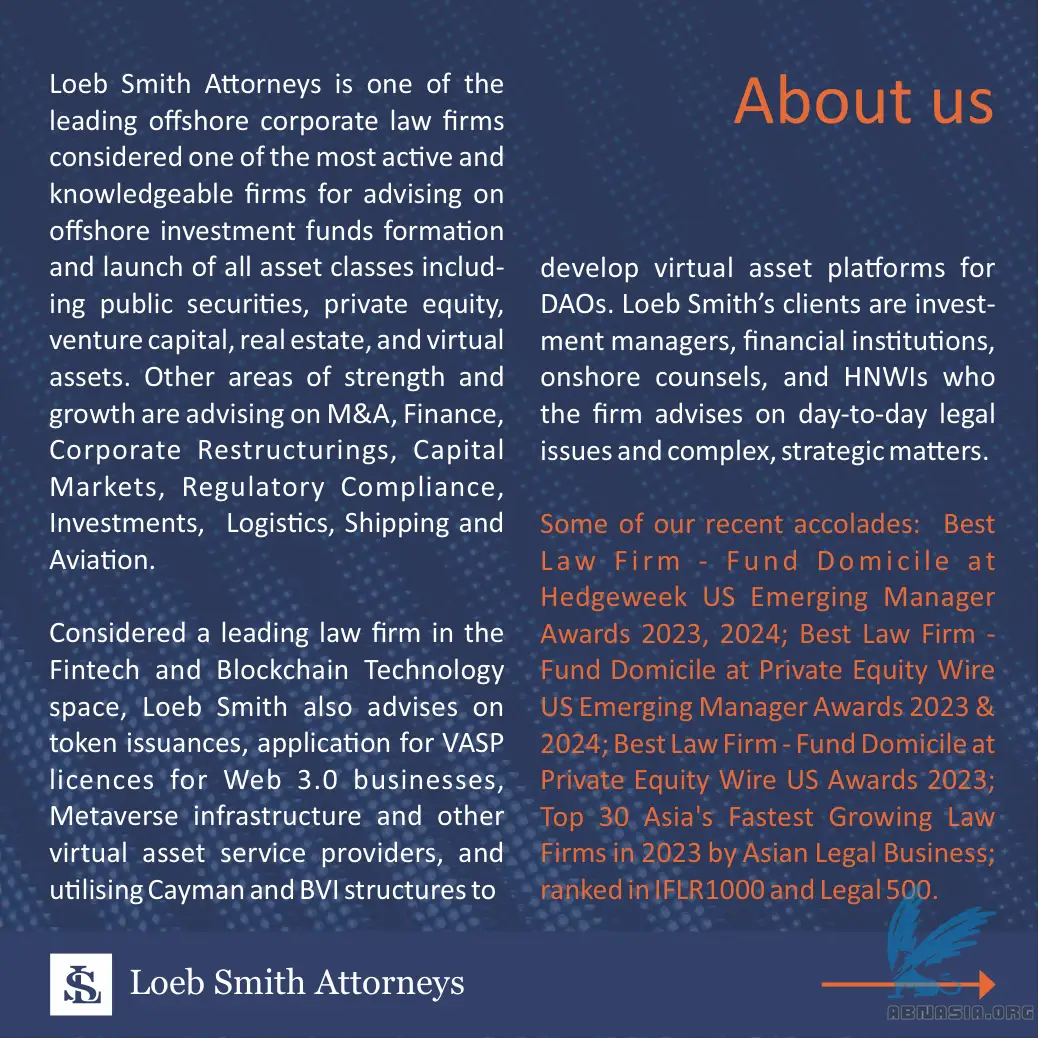 About us
Loeb Smith Attorneys is one of the
leading offshore corporate law firms
considered one of the most active and
knowledgeable firms for advising on
offshore investment funds formation
and launch of all asset classes includ-
ing public securities, private equity,
venture capital, real estate, and virtual
assets. Other areas of strength and
growth are advising on M&A, Finance,
Corporate Restructurings, Capital
Markets, Regulatory Compliance,
Investments, Logistics, Shipping and
Aviation.
Considered a leading law firm in the
Fintech and Blockchain Technology
space, Loeb Smith also advises on
token issuances, application for VASP
licences for Web 3.0 businesses,
Metaverse infrastructure and other
virtual asset service providers, and
utilising Cayman and BVI structures to
develop virtual asset platforms for
DAOs. Loeb Smith’s clients are invest-
ment managers, financial institutions,
onshore counsels, and HNWIs who
the firm advises on day-to-day legal
issues and complex, strategic matters.
Some of our recent accolades: Best
Law Firm - Fund Domicile at
Hedgeweek US Emerging Manager
Awards 2023, 2024; Best Law Firm -
Fund Domicile at Private Equity Wire
US Emerging Manager Awards 2023 &
2024; Best Law Firm - Fund Domicile at
Private Equity Wire US Awards 2023;
Top 30 Asia's Fastest Growing Law
Firms in 2023 by Asian Legal Business;
ranked in IFLR1000 and Legal 500.
LS
Loeb Smith Attorneys
ABNASIA.ORG